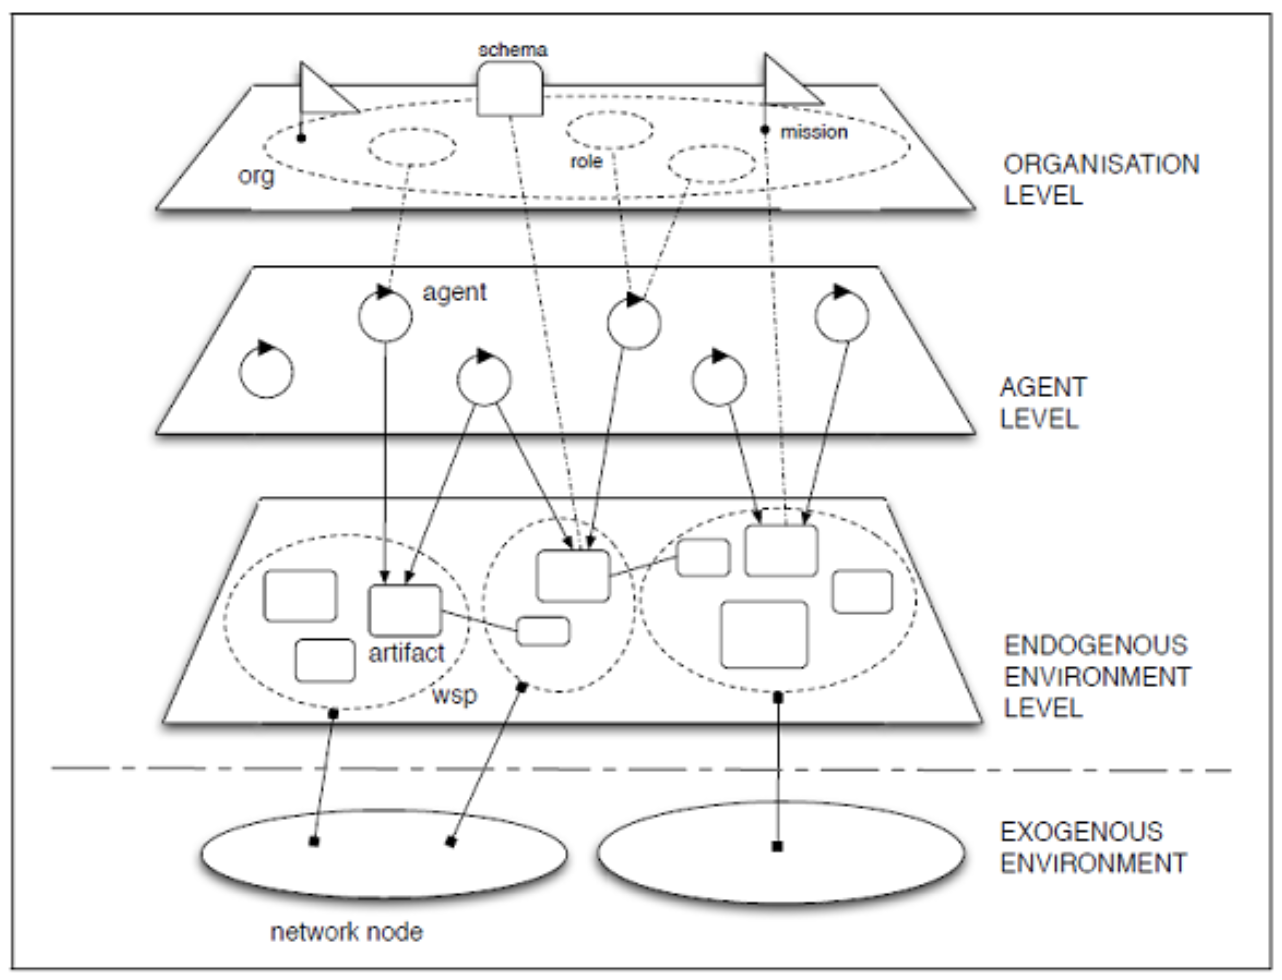 schema
mission
role
org
ORGANISATION
LEVEL
agent
AGENT
LEVEL
artifact
wsp
ENDOGENOUS
ENVIRONMENT
LEVEL
EXOGENOUS
ENVIRONMENT
network node